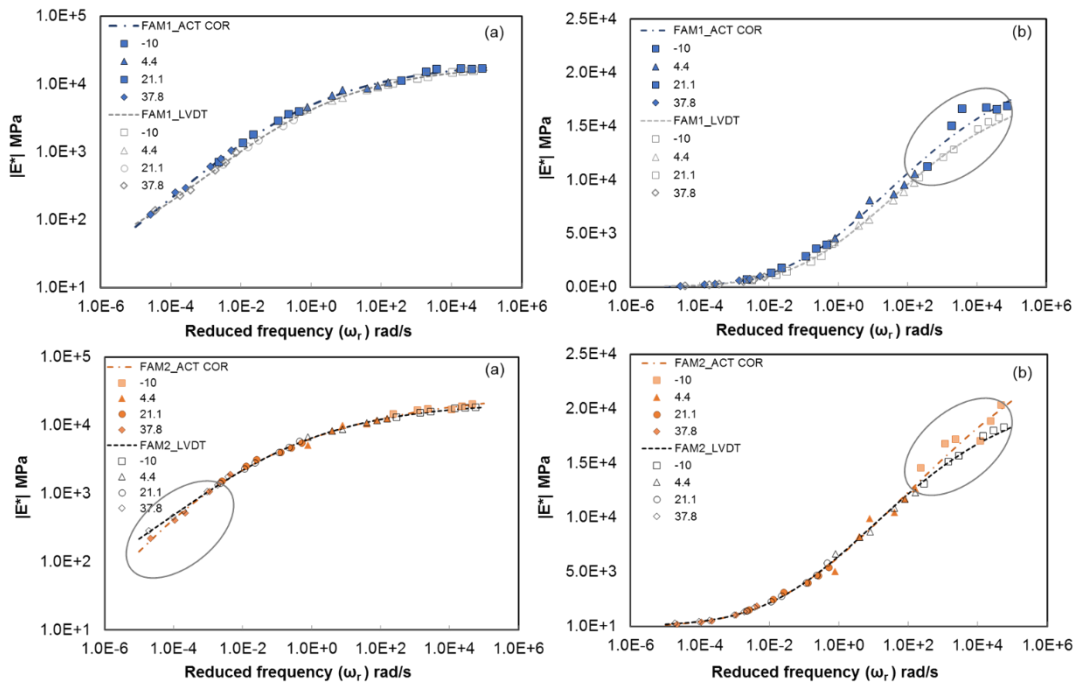 1.0E+5
1.0E+4
1.0E+3
1.0E+2
1.0E+1
|E*| MPa
FAM1_ACT COR
-10
4.4
21.1
37.8
FAM1_LVDT
-10
4.4
21.1
37.8
(a)
1.0E-6 1.0E-4 1.0E-2 1.0E+0 1.0E+2 1.0E+4 1.0E+6
Reduced frequency (ωr) rad/s
2.5E+4
2.0E+4
1.5E+4
1.0E+4
5.0E+3
0.0E+0
|E*| MPa
FAM1_ACT COR
-10
4.4
21.1
37.8
FAM1_LVDT
-10
4.4
21.1
37.8
(b)
1.0E-6 1.0E-4 1.0E-2 1.0E+0 1.0E+2 1.0E+4 1.0E+6
Reduced frequency (ωr) rad/s
1.0E+5
1.0E+4
1.0E+3
1.0E+2
1.0E+1
|E*| MPa
FAM2_ACT COR
-10
4.4
21.1
37.8
FAM2_LVDT
-10
4.4
21.1
37.8
(a)
1.0E-6 1.0E-4 1.0E-2 1.0E+0 1.0E+2 1.0E+4 1.0E+6
Reduced frequency (ωr) rad/s
2.5E+4
2.0E+4
1.5E+4
1.0E+4
5.0E+3
1.0E+1
|E*| MPa
FAM2_ACT COR
-10
4.4
21.1
37.8
FAM2_LVDT
-10
4.4
21.1
37.8
(b)
1.0E-6 1.0E-4 1.0E-2 1.0E+0 1.0E+2 1.0E+4 1.0E+6
Reduced frequency (ωr) rad/s